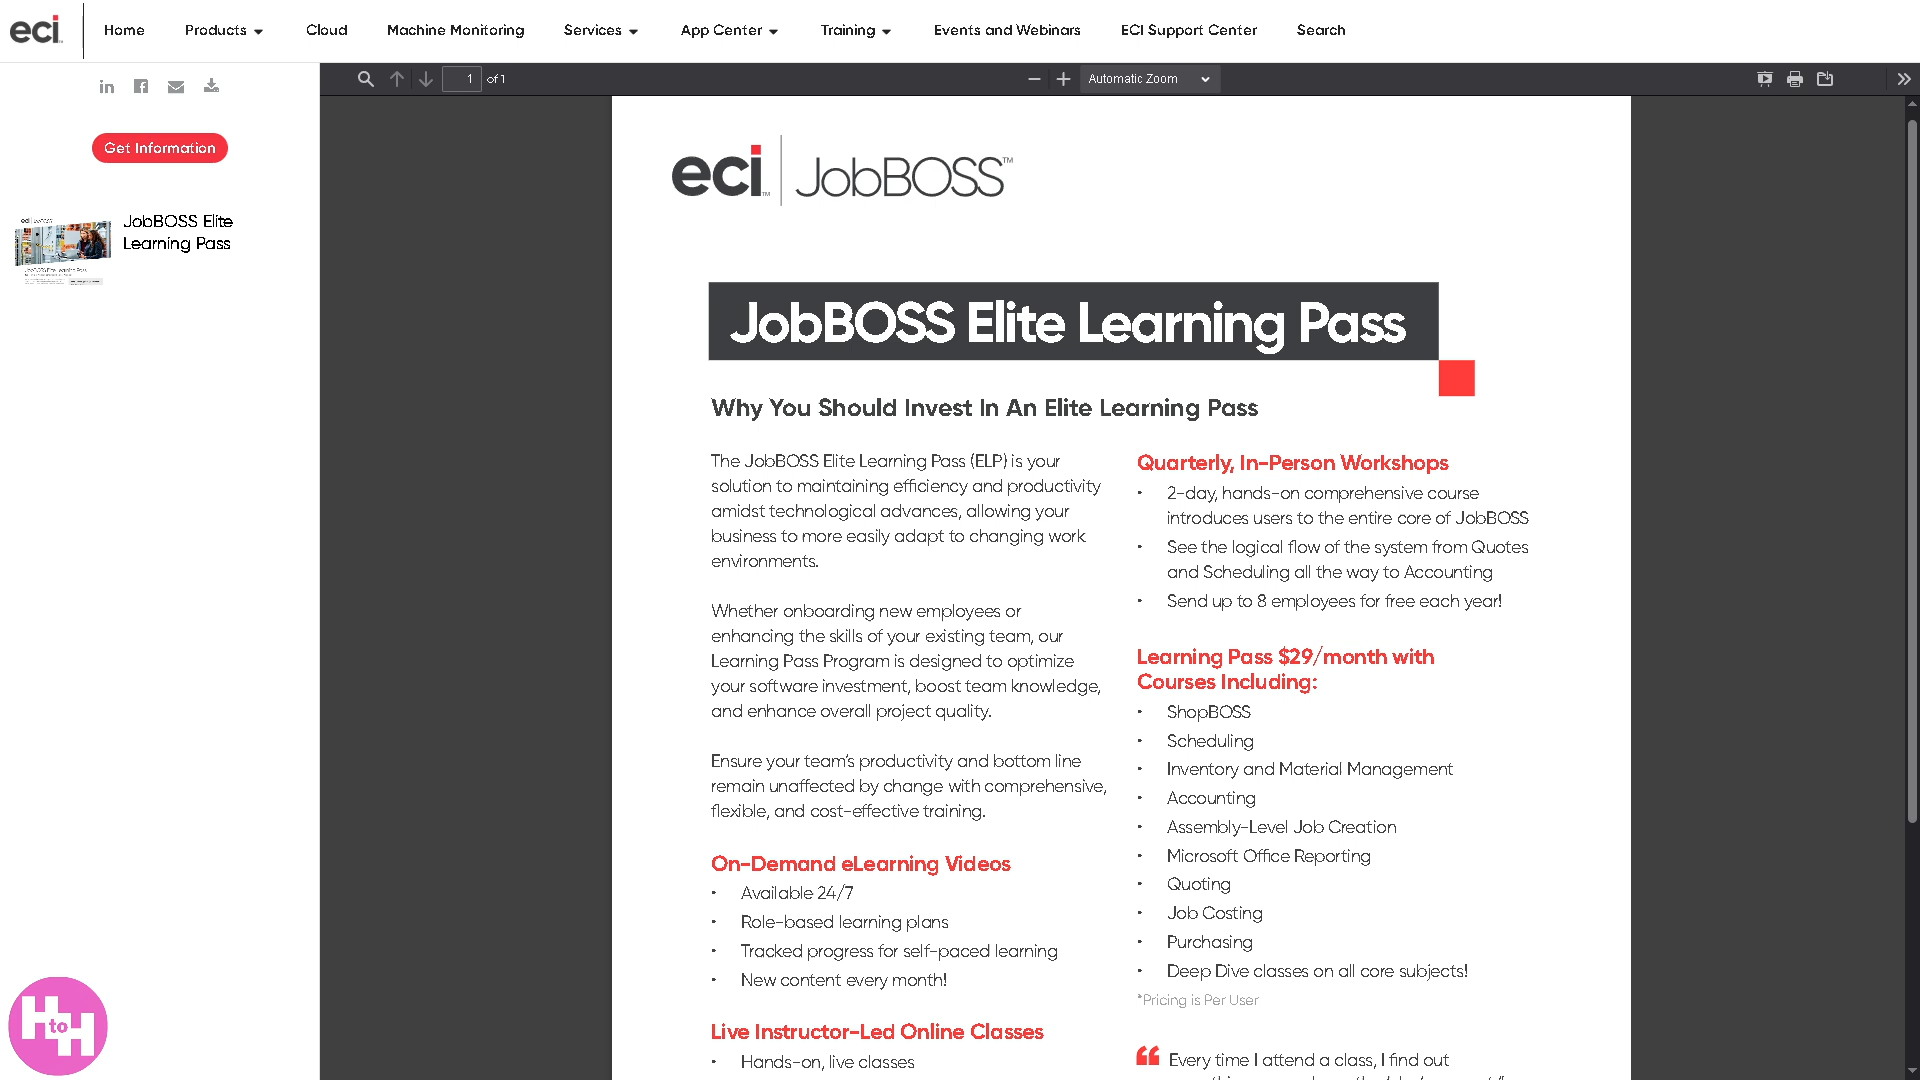 eci
Home
Products
Cloud
Machine Monitoring
Services
App Center
Training
Events and Webinars
ECI Support Center
Search
1 of 1
Automatic Zoom
Get Information
JobBOSS Elite
Learning Pass
eci JobBOSS™
JobBOSS Elite Learning Pass
Why You Should Invest In An Elite Learning Pass
The JobBOSS Elite Learning Pass (ELP) is your
solution to maintaining efficiency and productivity
amidst technological advances, allowing your
business to more easily adapt to changing work
environments.
Whether onboarding new employees or
enhancing the skills of your existing team, our
Learning Pass Program is designed to optimize
your software investment, boost team knowledge,
and enhance overall project quality.
Ensure your team's productivity and bottom line
remain unaffected by change with comprehensive,
flexible, and cost-effective training.
On-Demand eLearning Videos
• Available 24/7
• Role-based learning plans
• Tracked progress for self-paced learning
• New content every month!
Live Instructor-Led Online Classes
• Hands-on, live classes
Quarterly, In-Person Workshops
• 2-day, hands-on comprehensive course
introduces users to the entire core of JobBOSS
• See the logical flow of the system from Quotes
and Scheduling all the way to Accounting
• Send up to 8 employees for free each year!
Learning Pass $29/month with
Courses Including:
• ShopBOSS
• Scheduling
• Inventory and Material Management
• Accounting
• Assembly-Level Job Creation
• Microsoft Office Reporting
• Quoting
• Job Costing
• Purchasing
• Deep Dive classes on all core subjects!
*Pricing is Per User
“ Every time I attend a class, I find out
H to H